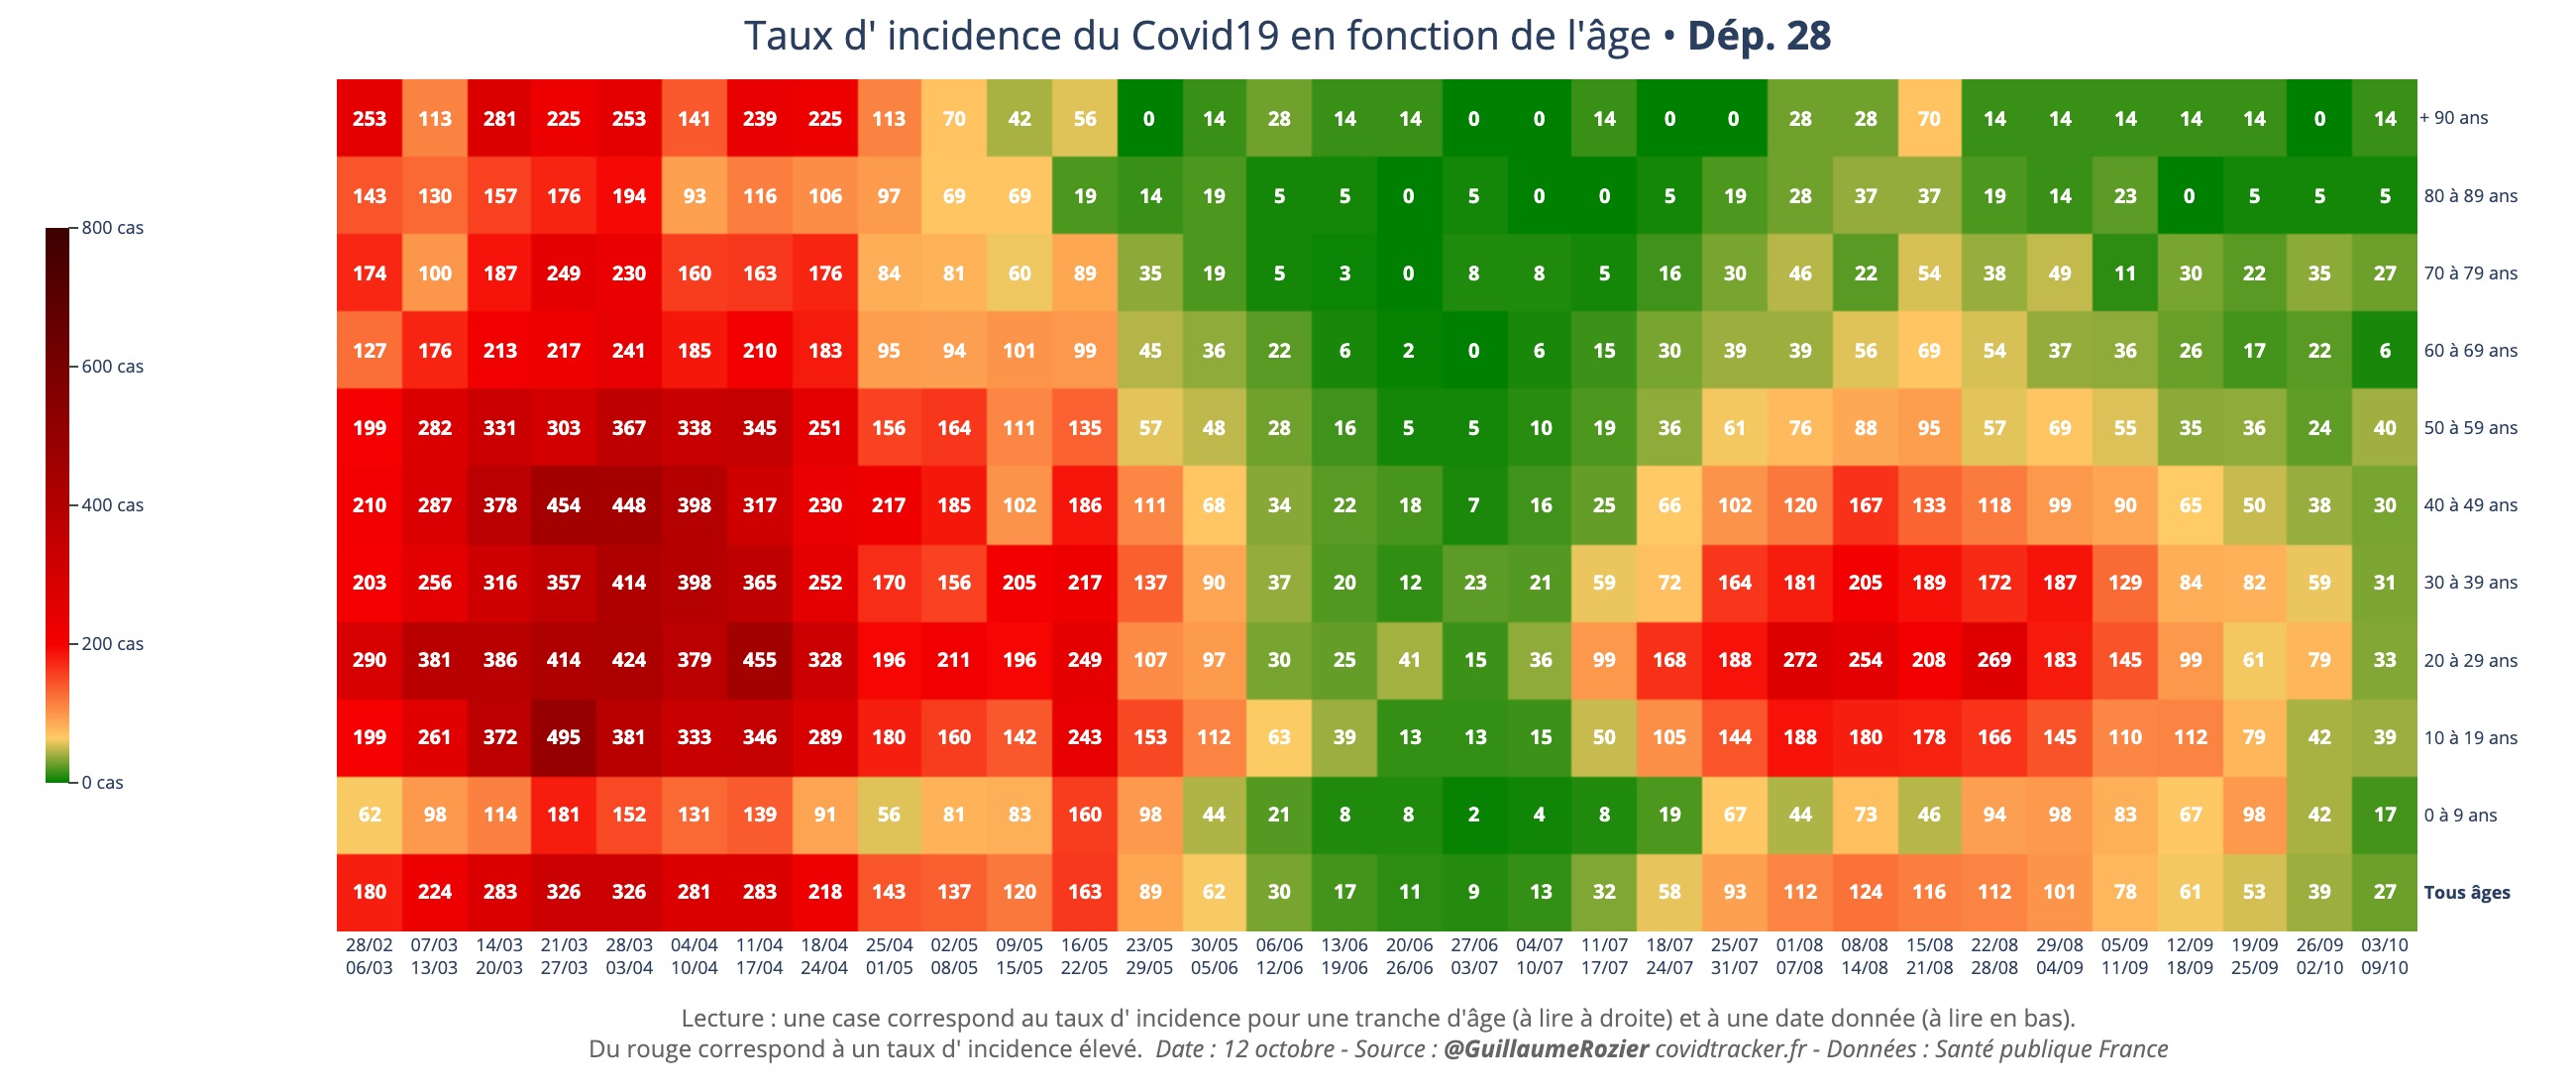 Taux d' incidence du Covid19 en fonction de l'âge • Dép. 28
253 113 281 225 253 141 239 225 113 70 42 56 0 14 28 14 14 0 0 14 0 0 28 28 70 14 14 14 14 14 0 14 + 90 ans
143 130 157 176 194 93 116 106 97 69 69 19 14 19 5 5 0 5 0 0 5 19 28 37 37 19 14 23 0 5 5 5 80 à 89 ans
174 100 187 249 230 160 163 176 84 81 60 89 35 19 5 3 0 8 8 5 16 30 46 22 54 38 49 11 30 22 35 27 70 à 79 ans
127 176 213 217 241 185 210 183 95 94 101 99 45 36 22 6 2 0 6 15 30 39 39 56 69 54 37 36 26 17 22 6 60 à 69 ans
199 282 331 303 367 338 345 251 156 164 111 135 57 48 28 16 5 5 10 19 36 61 76 88 95 57 69 55 35 36 24 40 50 à 59 ans
210 287 378 454 448 398 317 230 217 185 102 186 111 68 34 22 18 7 16 25 66 102 120 167 133 118 99 90 65 50 38 30 40 à 49 ans
203 256 316 357 414 398 365 252 170 156 205 217 137 90 37 20 12 23 21 59 72 164 181 205 189 172 187 129 84 82 59 31 30 à 39 ans
290 381 386 414 424 379 455 328 196 211 196 249 107 97 30 25 41 15 36 99 168 188 272 254 208 269 183 145 99 61 79 33 20 à 29 ans
199 261 372 495 381 333 346 289 180 160 142 243 153 112 63 39 13 13 15 50 105 144 188 180 178 166 145 110 112 79 42 39 10 à 19 ans
62 98 114 181 152 131 139 91 56 81 83 160 98 44 21 8 8 2 4 8 19 67 44 73 46 94 98 83 67 98 42 17 0 à 9 ans
180 224 283 326 326 281 283 218 143 137 120 163 89 62 30 17 11 9 13 32 58 93 112 124 116 112 101 78 61 53 39 27 Tous âges
28/02 07/03 14/03 21/03 28/03 04/04 11/04 18/04 25/04 02/05 09/05 16/05 23/05 30/05 06/06 13/06 20/06 27/06 04/07 11/07 18/07 25/07 01/08 08/08 15/08 22/08 29/08 05/09 12/09 19/09 26/09 03/10
06/03 13/03 20/03 27/03 03/04 10/04 17/04 24/04 01/05 08/05 15/05 22/05 29/05 05/06 12/06 19/06 26/06 03/07 10/07 17/07 24/07 31/07 07/08 14/08 21/08 28/08 04/09 11/09 18/09 25/09 02/10 09/10
800 cas
600 cas
400 cas
200 cas
0 cas
Lecture : une case correspond au taux d' incidence pour une tranche d'âge (à lire à droite) et à une date donnée (à lire en bas).
Du rouge correspond à un taux d' incidence élevé. Date : 12 octobre - Source : @GuillaumeRozier covidtracker.fr - Données : Santé publique France